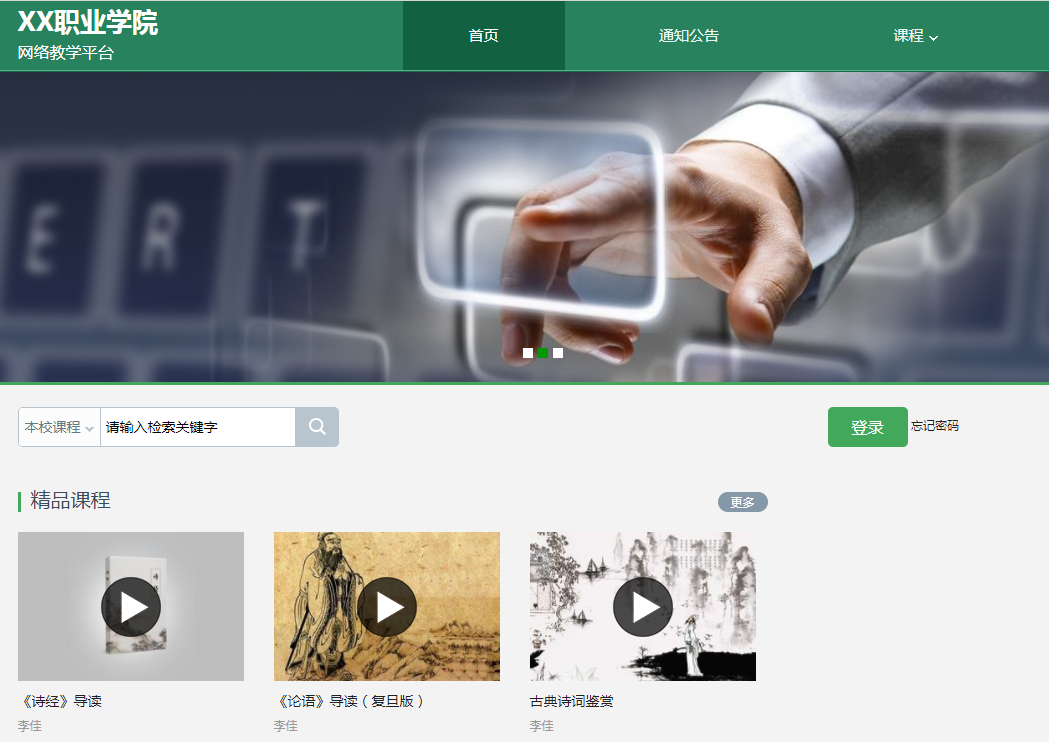 XX职业学院
网络教学平台
首页
通知公告
课程
E R T
本校课程
请输入检索关键字
登录
忘记密码
精品课程
更多
《诗经》导读
李佳
《论语》导读（复旦版）
李佳
古典诗词鉴赏
李佳